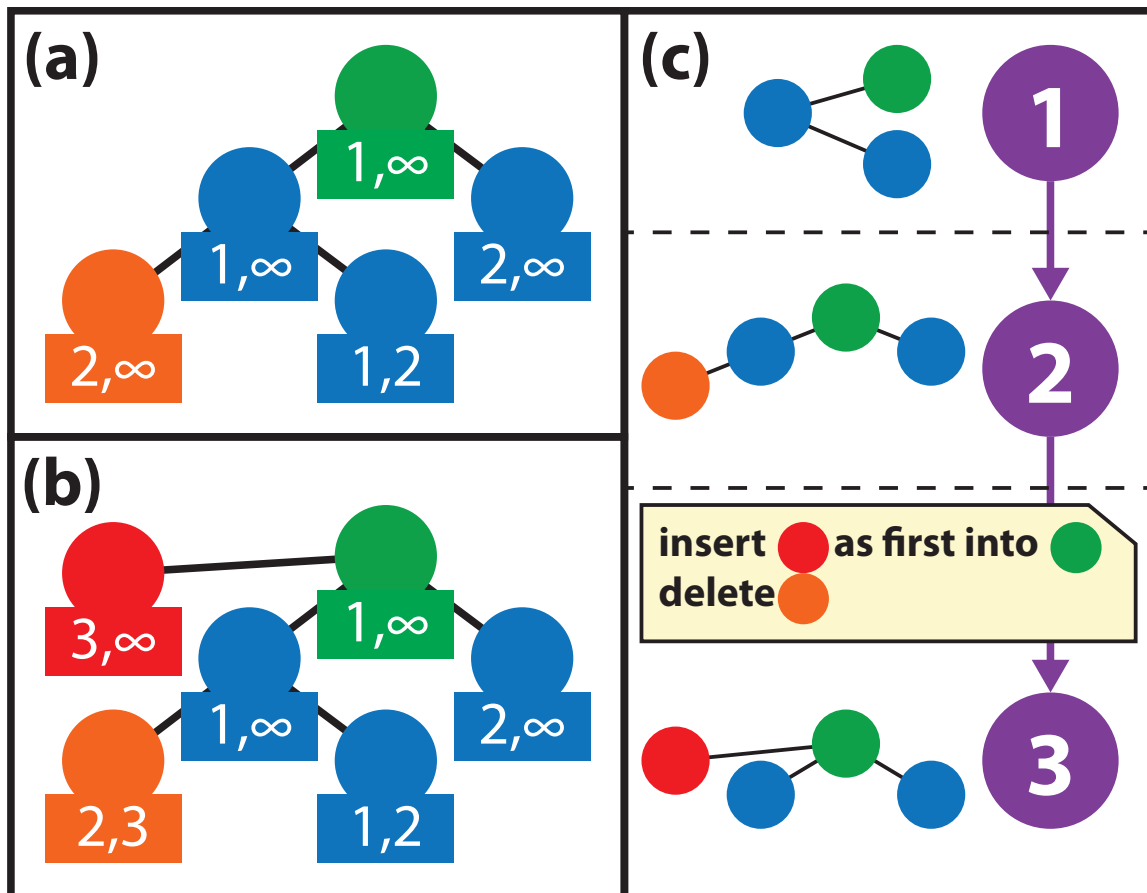 (a)
1,∞
1,∞
2,∞
2,∞
1,2
(b)
3,∞
1,∞
1,∞
2,∞
2,3
1,2
(c)
1
2
insert as first into
delete
3